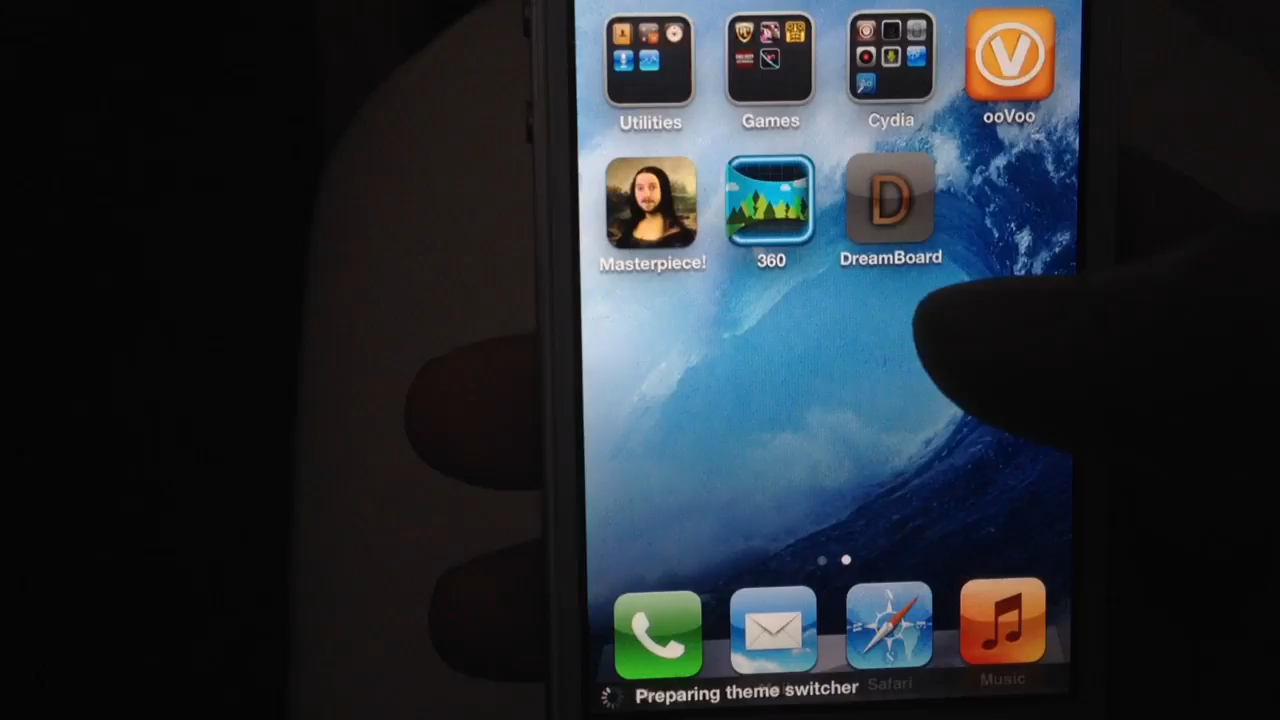 Utilities Games Cydia ooVoo
Masterpiece! 360 D DreamBoard
Preparing theme switcher Safari Music